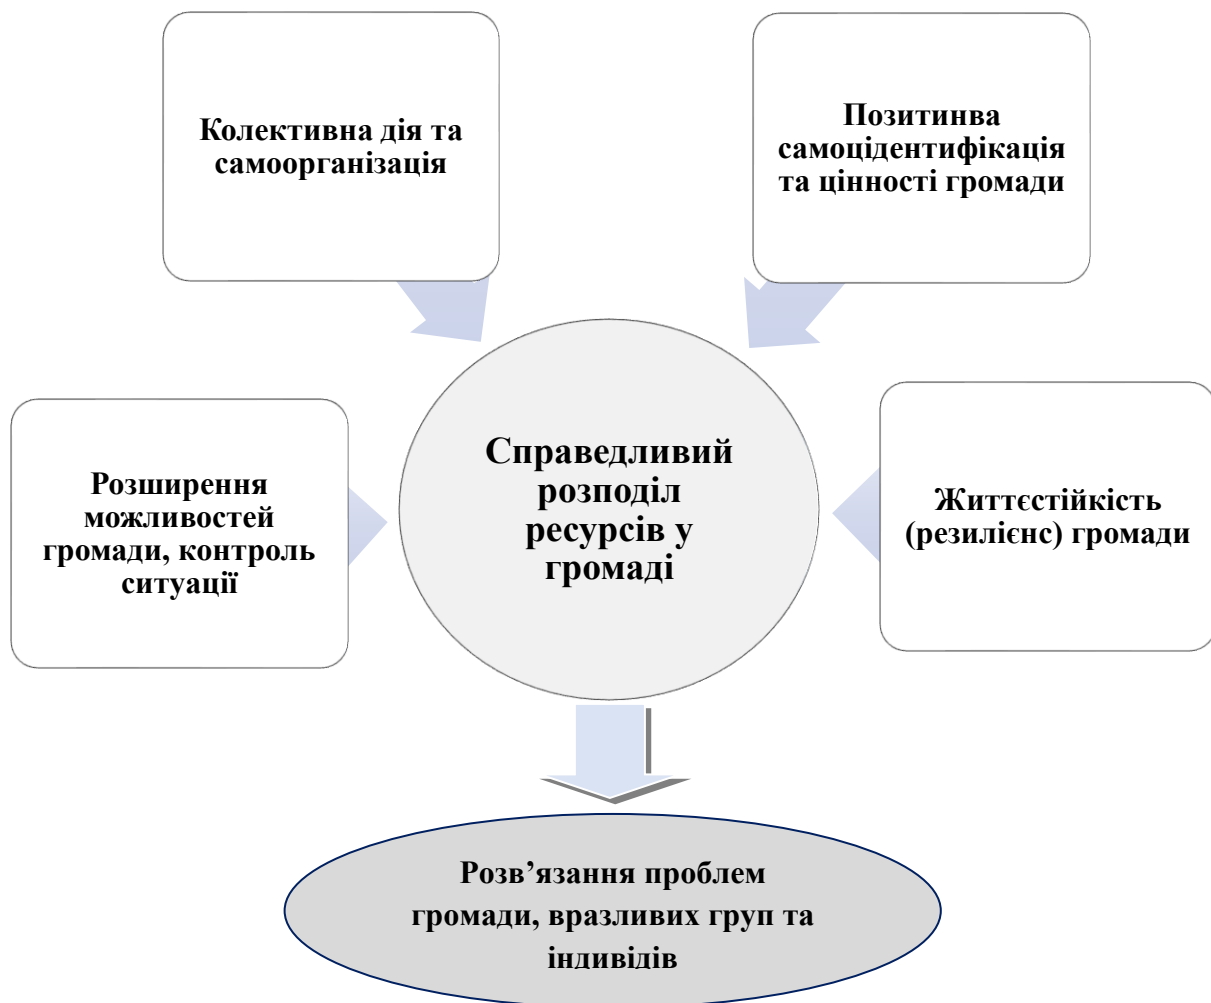 Колективна дія та
самоорганізація
Позитинва
самоцідентифікація
та цінності громади
Розширення
можливостей
громади, контроль
ситуації
Справедливий
розподіл
ресурсів у
громаді
Життєстійкість
(резилієнс) громади
Розв’язання проблем
громади, вразливих груп та
індивідів